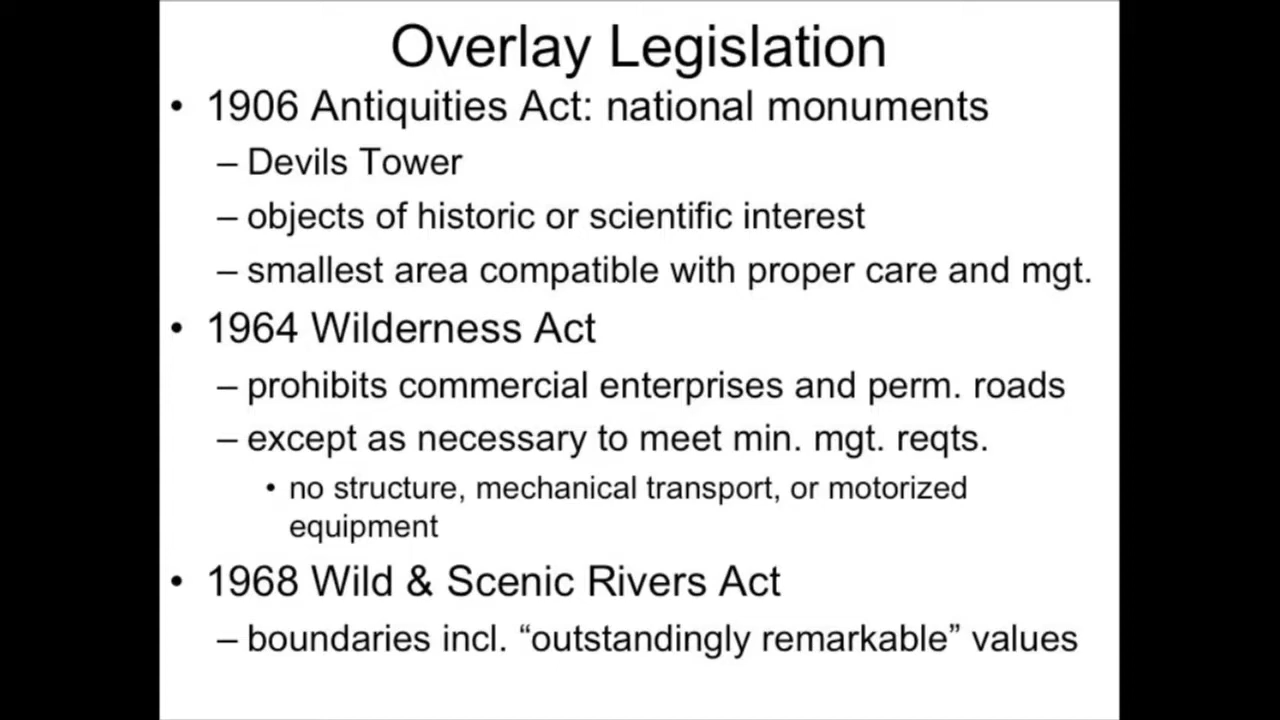 Overlay Legislation
• 1906 Antiquities Act: national monuments
– Devils Tower
– objects of historic or scientific interest
– smallest area compatible with proper care and mgt.
• 1964 Wilderness Act
– prohibits commercial enterprises and perm. roads
– except as necessary to meet min. mgt. reqts.
• no structure, mechanical transport, or motorized
equipment
• 1968 Wild & Scenic Rivers Act
– boundaries incl. “outstandingly remarkable” values